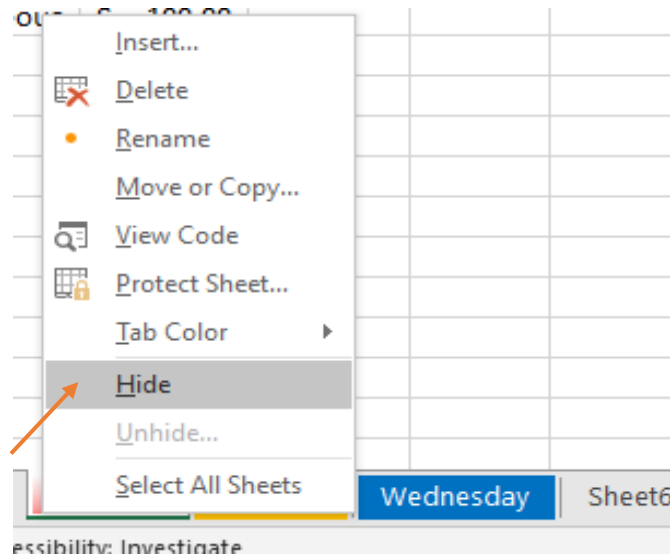 Insert...
Delete
Rename
Move or Copy...
View Code
Protect Sheet...
Tab Color
Hide
Unhide...
Select All Sheets
Wednesday Sheet6
Investigate